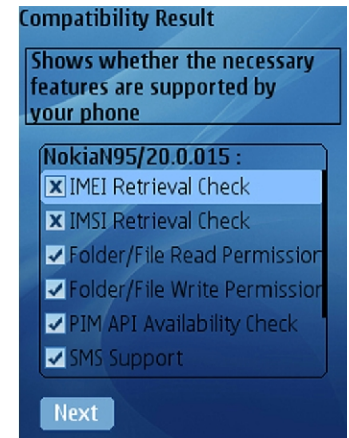 Compatibility Result
Shows whether the necessary
features are supported by
your phone
NokiaN95/20.0.015 :
IMEI Retrieval Check
IMSI Retrieval Check
Folder/File Read Permission
Folder/File Write Permission
PIM API Availability Check
SMS Support
Next